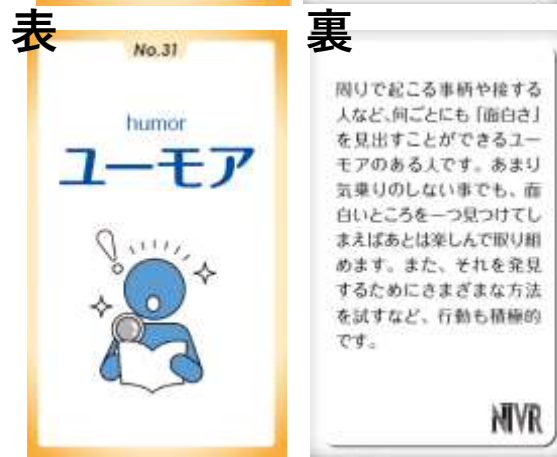 表
No.31
humor
ユーモア
裏
周りで起こる事柄や接する
人など、何ごとにも「面白さ」
を見出すことができるユー
モアのある人です。あまり
気乗りのしない事でも、面
白いところを一つ見つけてし
まえばあとは楽しんで取り組
めます。また、それを発見
するためにさまざまな方法
を試すなど、行動も積極的
です。